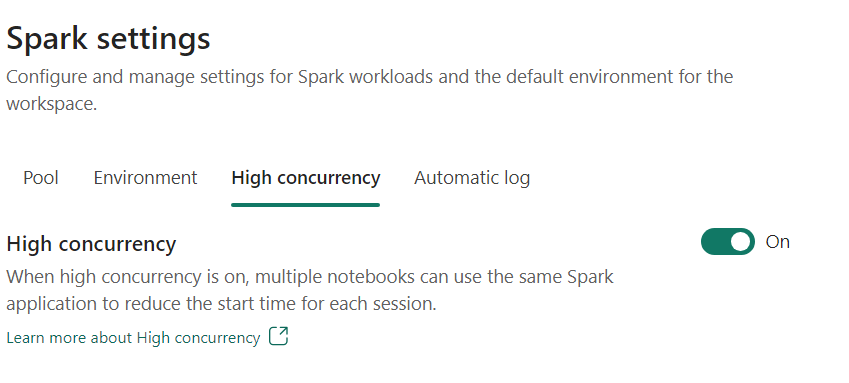 Spark settings
Configure and manage settings for Spark workloads and the default environment for the
workspace.
Pool Environment High concurrency Automatic log
High concurrency On
When high concurrency is on, multiple notebooks can use the same Spark
application to reduce the start time for each session.
Learn more about High concurrency